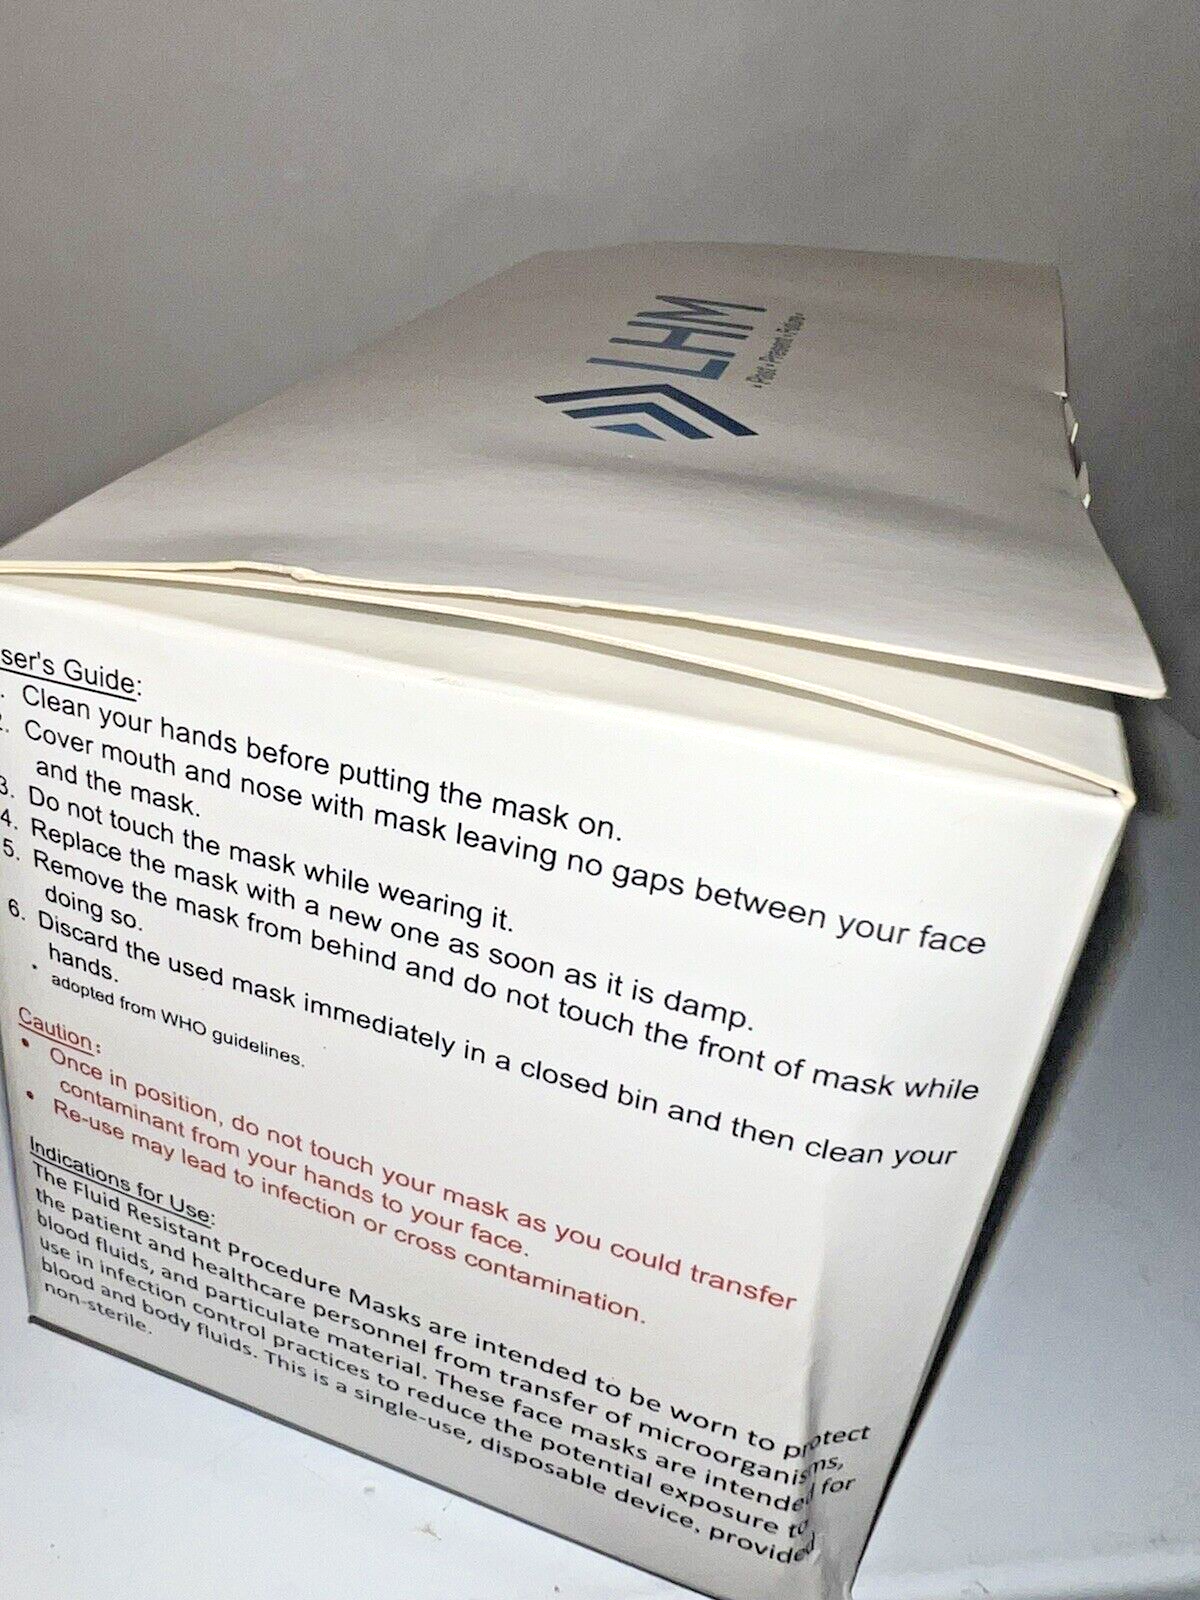 LHM
• Past • Present • Future •
ser's Guide:
. Clean your hands before putting the mask on.
2. Cover mouth and nose with mask leaving no gaps between your face
and the mask.
3. Do not touch the mask while wearing it.
4. Replace the mask with a new one as soon as it is damp.
5. Remove the mask from behind and do not touch the front of mask while
doing so.
6. Discard the used mask immediately in a closed bin and then clean your
hands.
• adopted from WHO guidelines.
Caution:
• Once in position, do not touch your mask as you could transfer
contaminant from your hands to your face.
• Re-use may lead to infection or cross contamination.
Indications for Use:
The Fluid Resistant Procedure Masks are intended to be worn to protect
the patient and healthcare personnel from transfer of microorganisms,
blood fluids, and particulate material. These face masks are intended for
use in infection control practices to reduce the potential exposure to
blood and body fluids. This is a single-use, disposable device, provided
non-sterile.